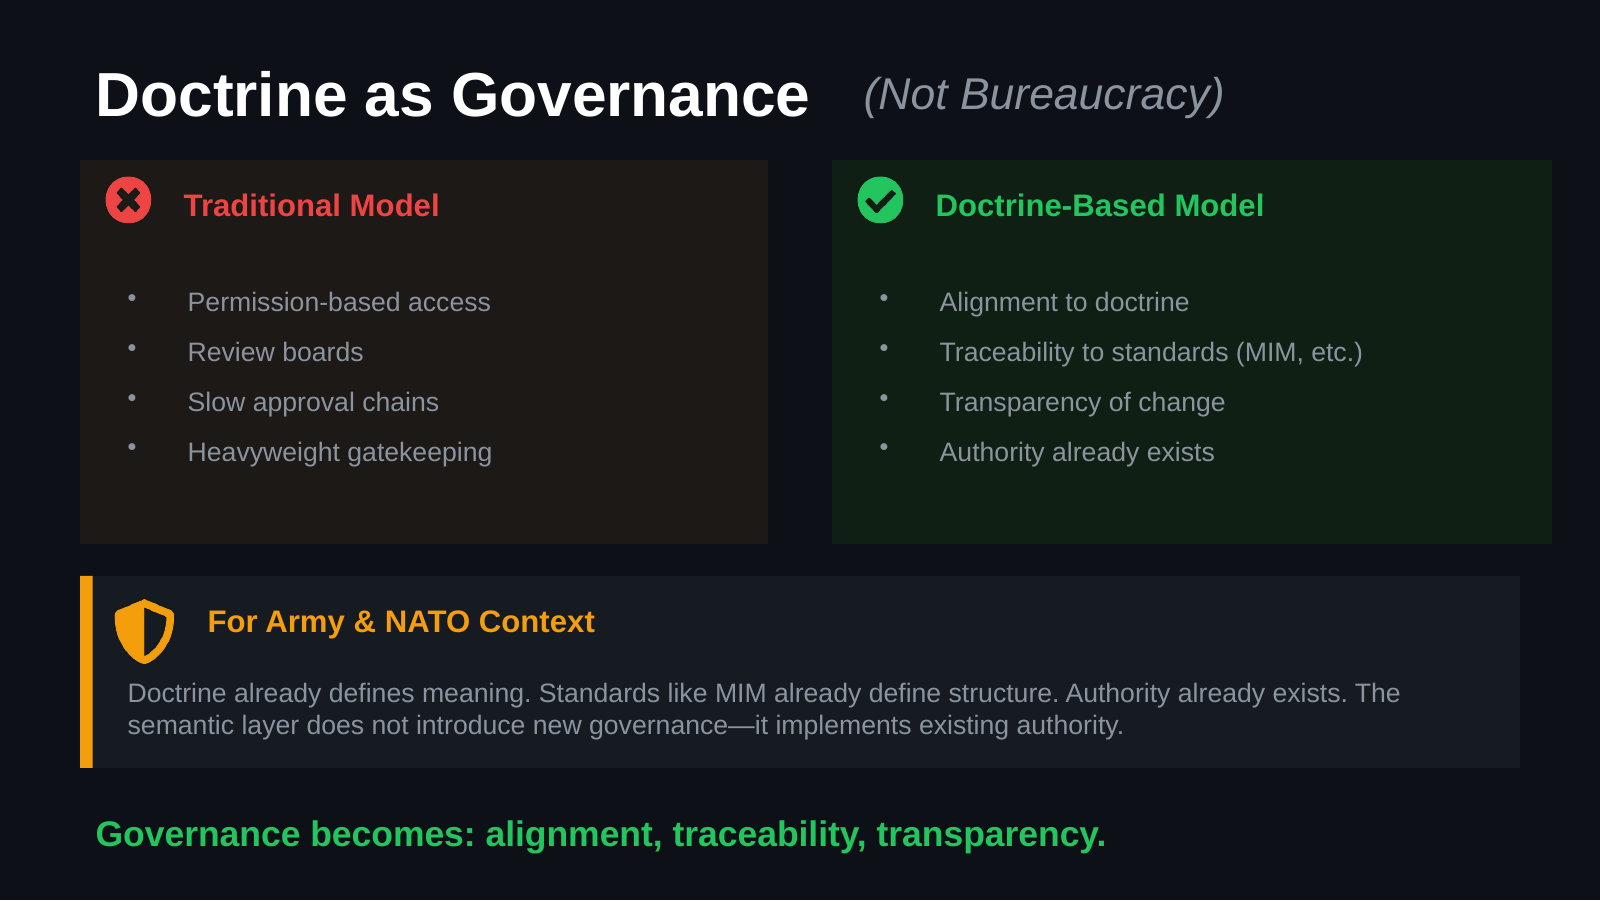 Doctrine as Governance (Not Bureaucracy)
Traditional Model
• Permission-based access
• Review boards
• Slow approval chains
• Heavyweight gatekeeping
Doctrine-Based Model
• Alignment to doctrine
• Traceability to standards (MIM, etc.)
• Transparency of change
• Authority already exists
For Army & NATO Context
Doctrine already defines meaning. Standards like MIM already define structure. Authority already exists. The
semantic layer does not introduce new governance—it implements existing authority.
Governance becomes: alignment, traceability, transparency.